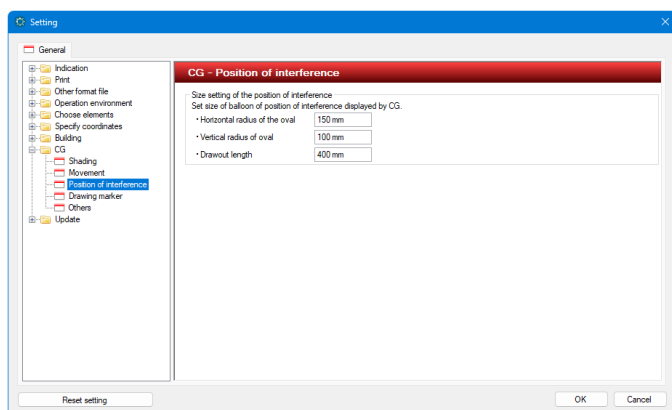 Setting
General
Indication
Print
Other format file
Operation environment
Choose elements
Specify coordinates
Building
CG
Shading
Movement
Position of interference
Drawing marker
Others
Update
CG - Position of interference
Size setting of the position of interference
Set size of balloon of position of interference displayed by CG.
・Horizontal radius of the oval 150 mm
・Vertical radius of oval 100 mm
・Drawout length 400 mm
Reset setting
OK Cancel